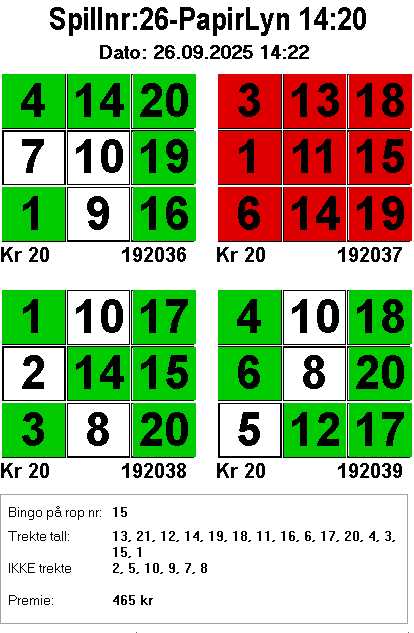 Spillnr:26-PapirLyn 14:20
Dato: 26.09.2025 14:22
4 14 20
7 10 19
1 9 16
Kr 20 192036
3 13 18
1 11 15
6 14 19
Kr 20 192037
1 10 17
2 14 15
3 8 20
Kr 20 192038
4 10 18
6 8 20
5 12 17
Kr 20 192039
Bingo på rop nr: 15
Trekte tall: 13, 21, 12, 14, 19, 18, 11, 16, 6, 17, 20, 4, 3,
15, 1
IKKE trekte 2, 5, 10, 9, 7, 8
Premie: 465 kr